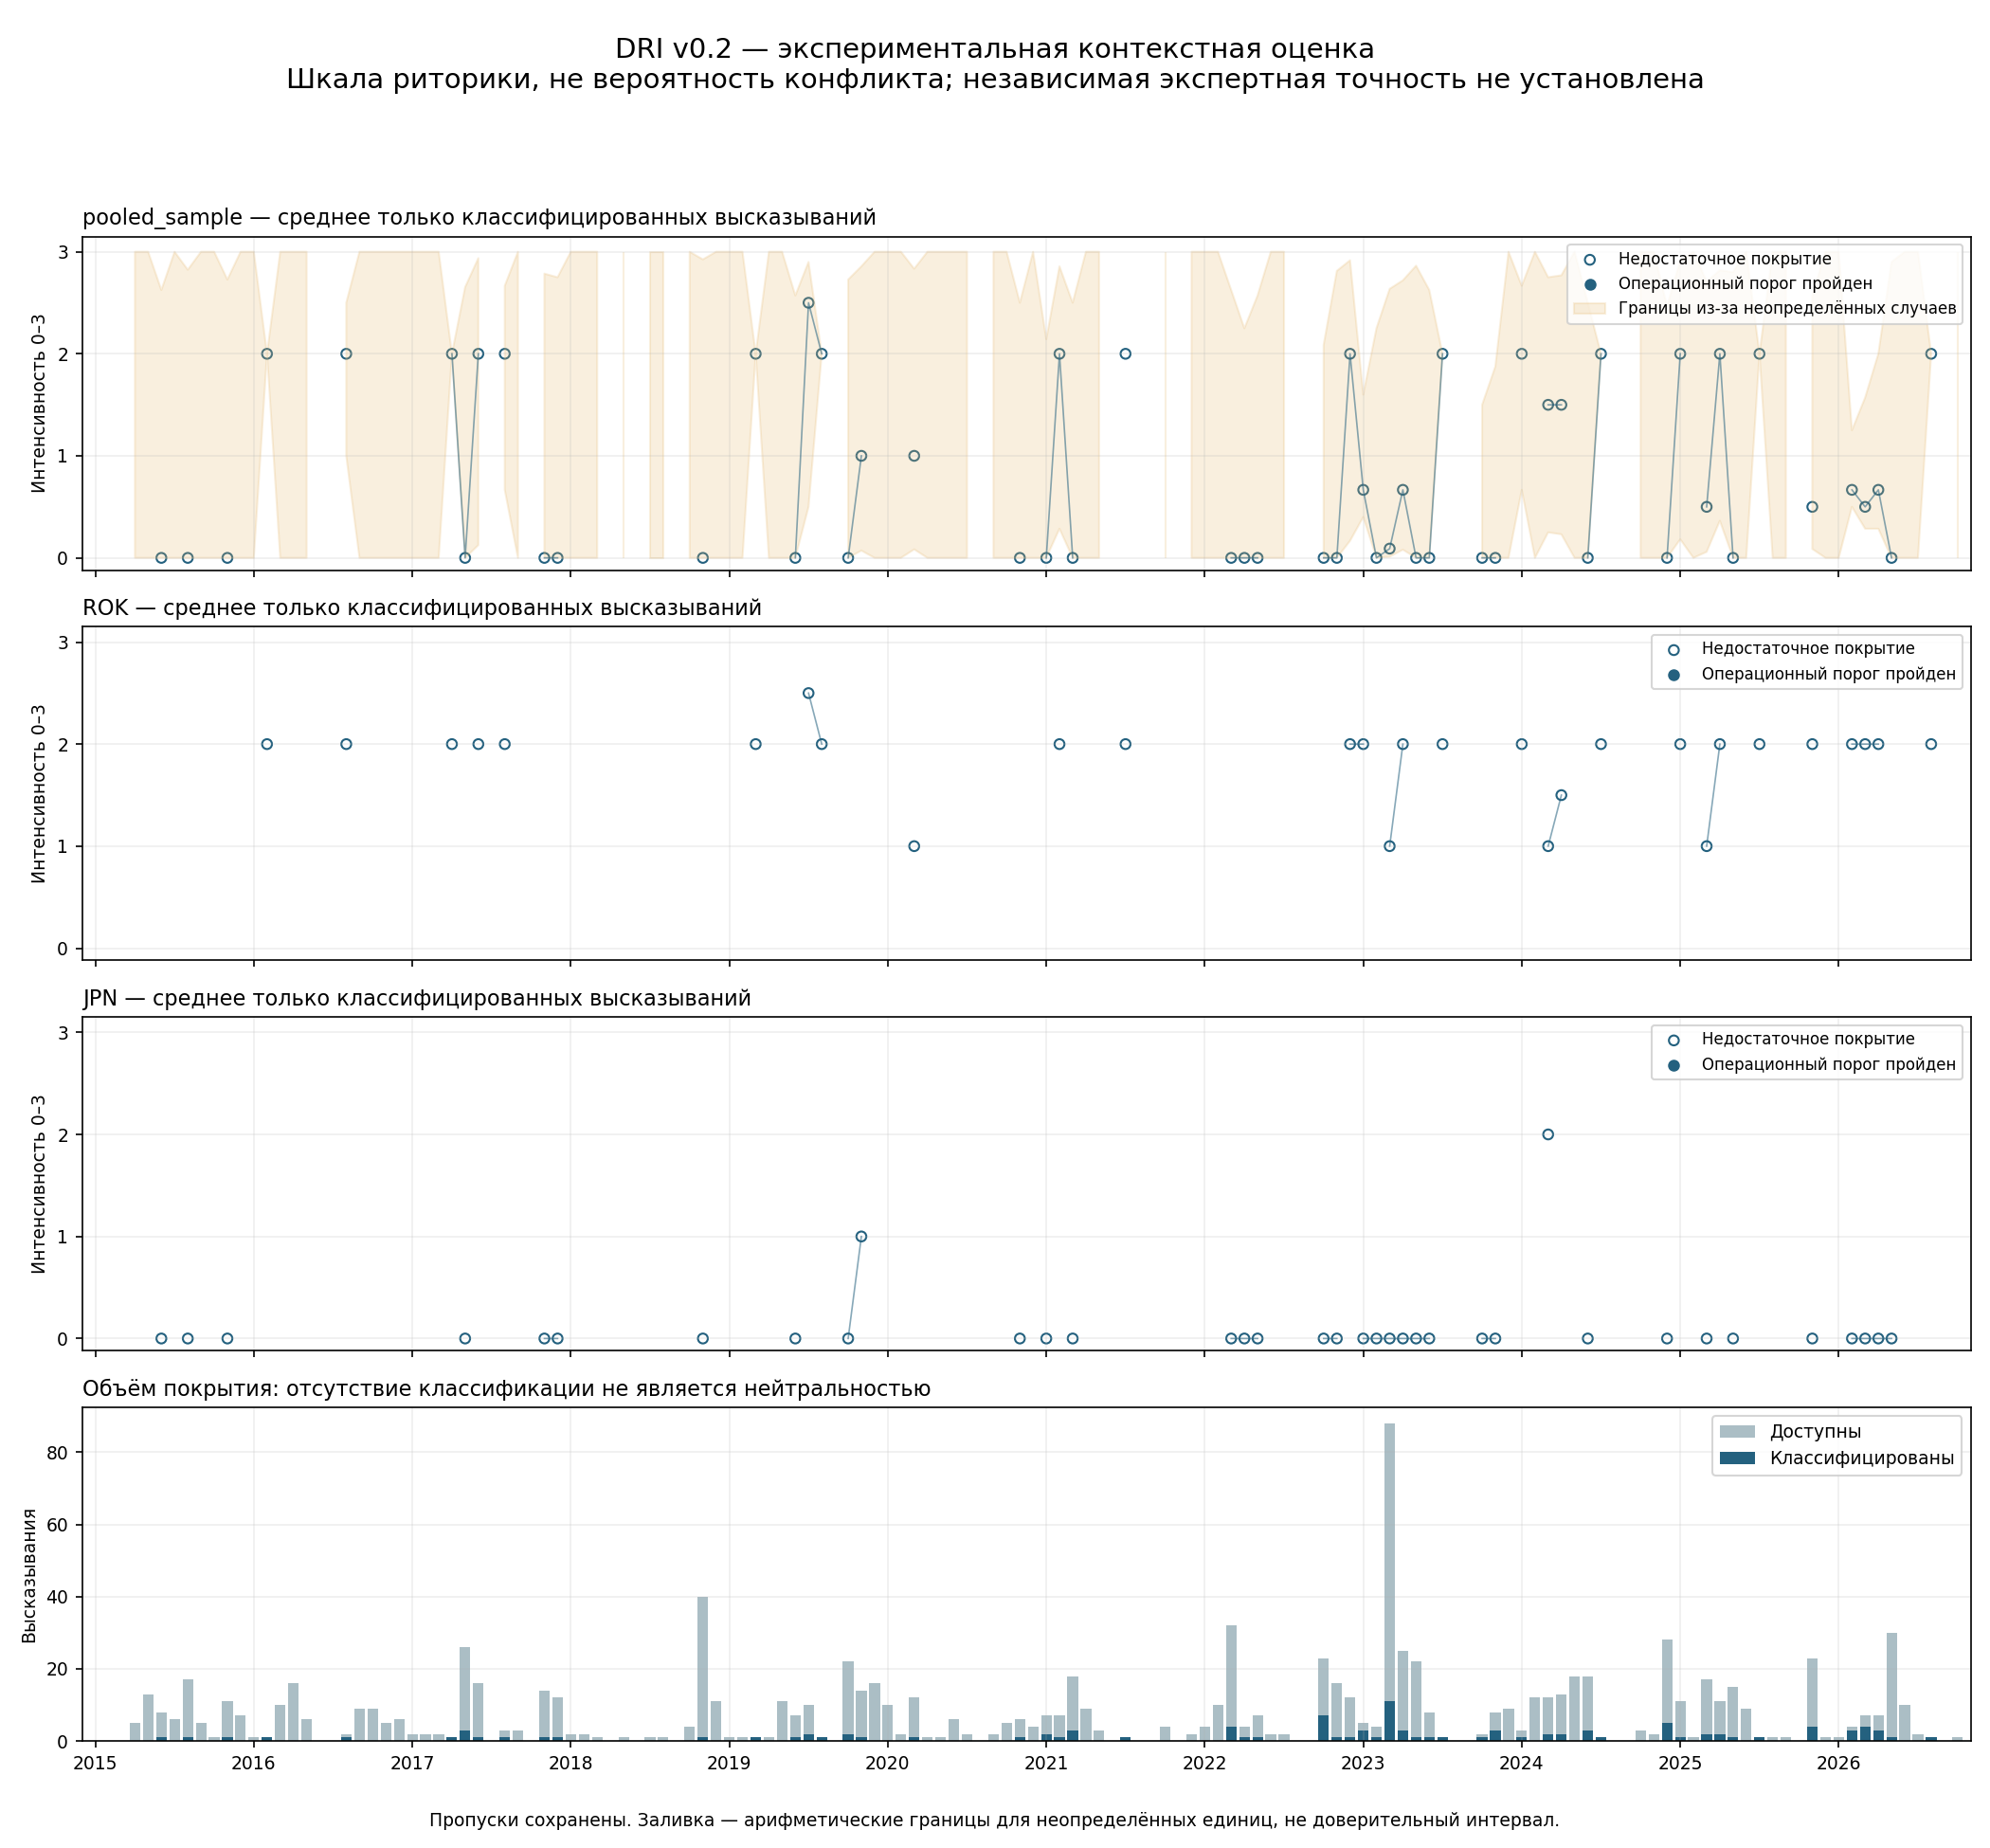 DRI v0.2 — экспериментальная контекстная оценка
Шкала риторики, не вероятность конфликта; независимая экспертная точность не установлена
pooled_sample — среднее только классифицированных высказываний
Интенсивность 0–3
3
2
1
0
Недостаточное покрытие
Операционный порог пройден
Границы из-за неопределённых случаев
ROK — среднее только классифицированных высказываний
Интенсивность 0–3
3
2
1
0
Недостаточное покрытие
Операционный порог пройден
JPN — среднее только классифицированных высказываний
Интенсивность 0–3
3
2
1
0
Недостаточное покрытие
Операционный порог пройден
Объём покрытия: отсутствие классификации не является нейтральностью
Высказывания
80
60
40
20
0
Доступны
Классифицированы
2015 2016 2017 2018 2019 2020 2021 2022 2023 2024 2025 2026
Пропуски сохранены. Заливка — арифметические границы для неопределённых единиц, не доверительный интервал.